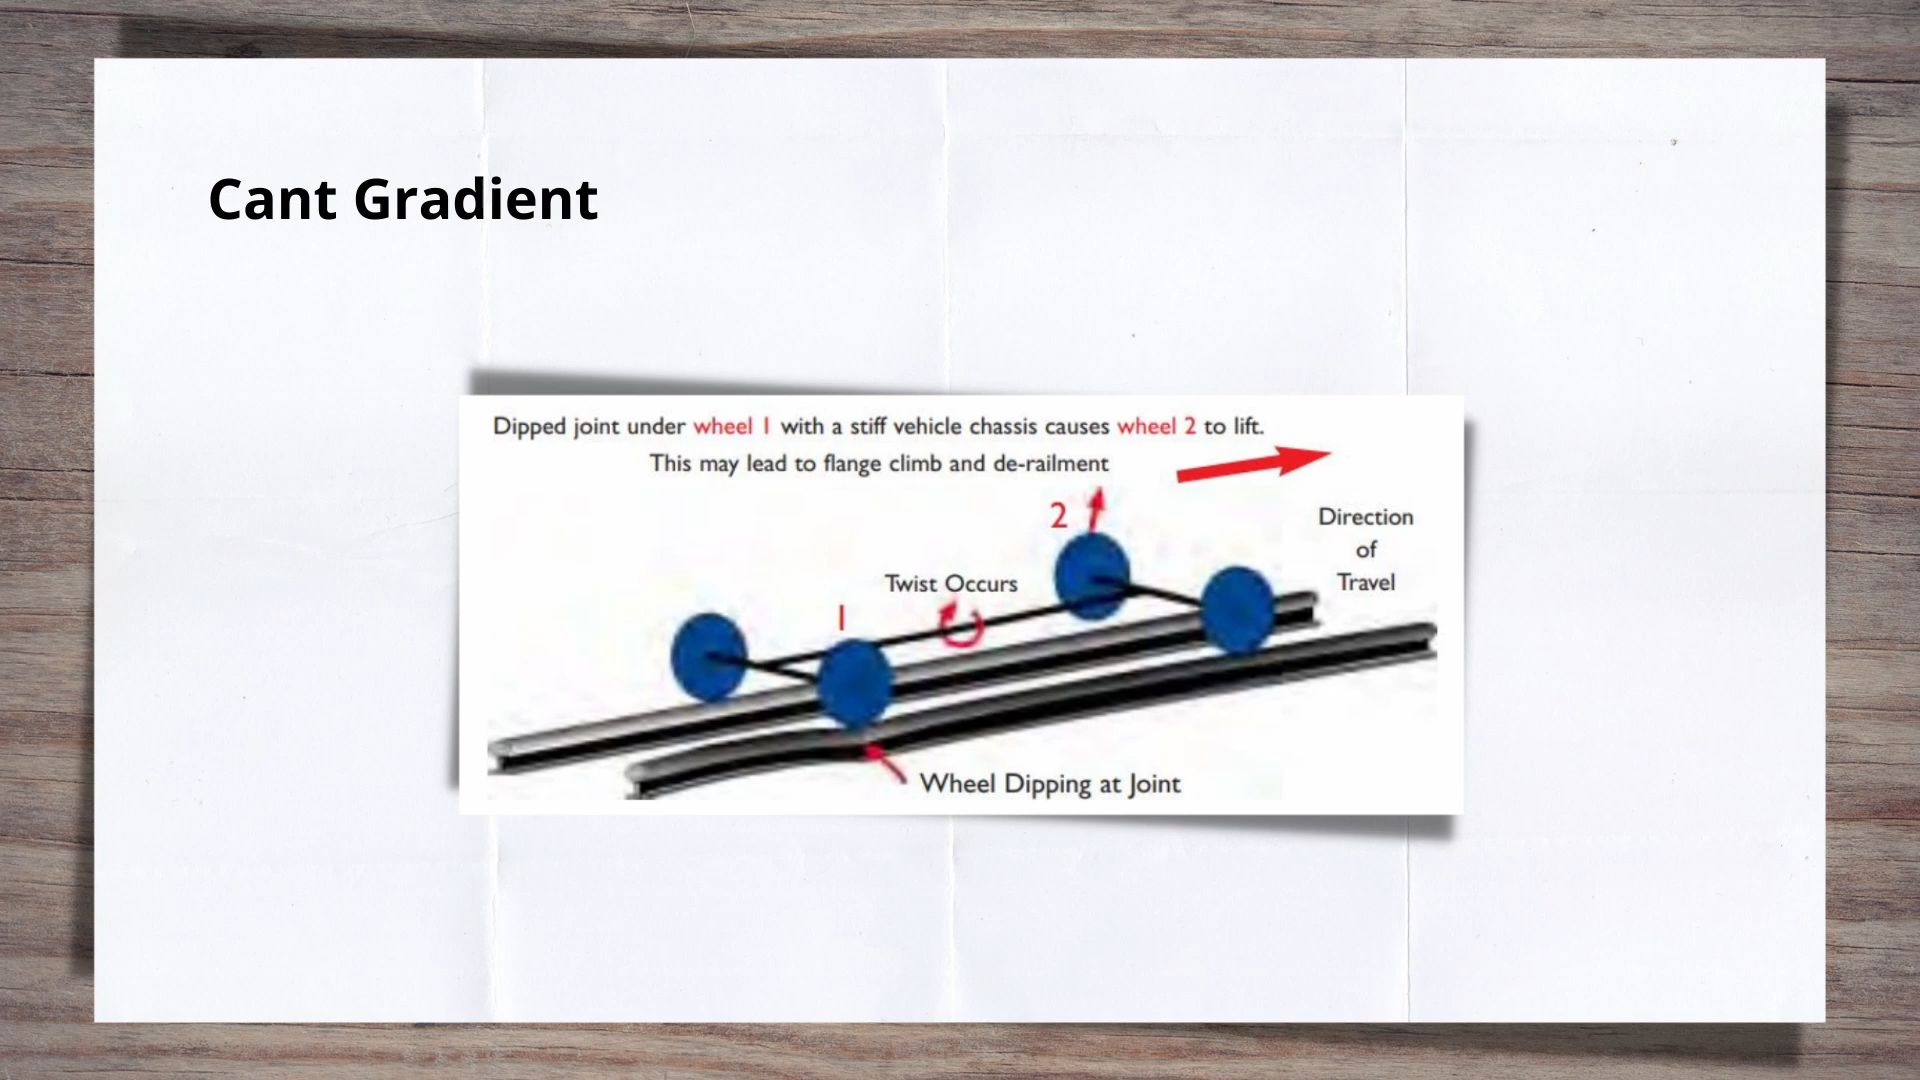 Cant Gradient
Dipped joint under wheel 1 with a stiff vehicle chassis causes wheel 2 to lift.
This may lead to flange climb and de-railment
2
Direction
of
Travel
Twist Occurs
1
Wheel Dipping at Joint